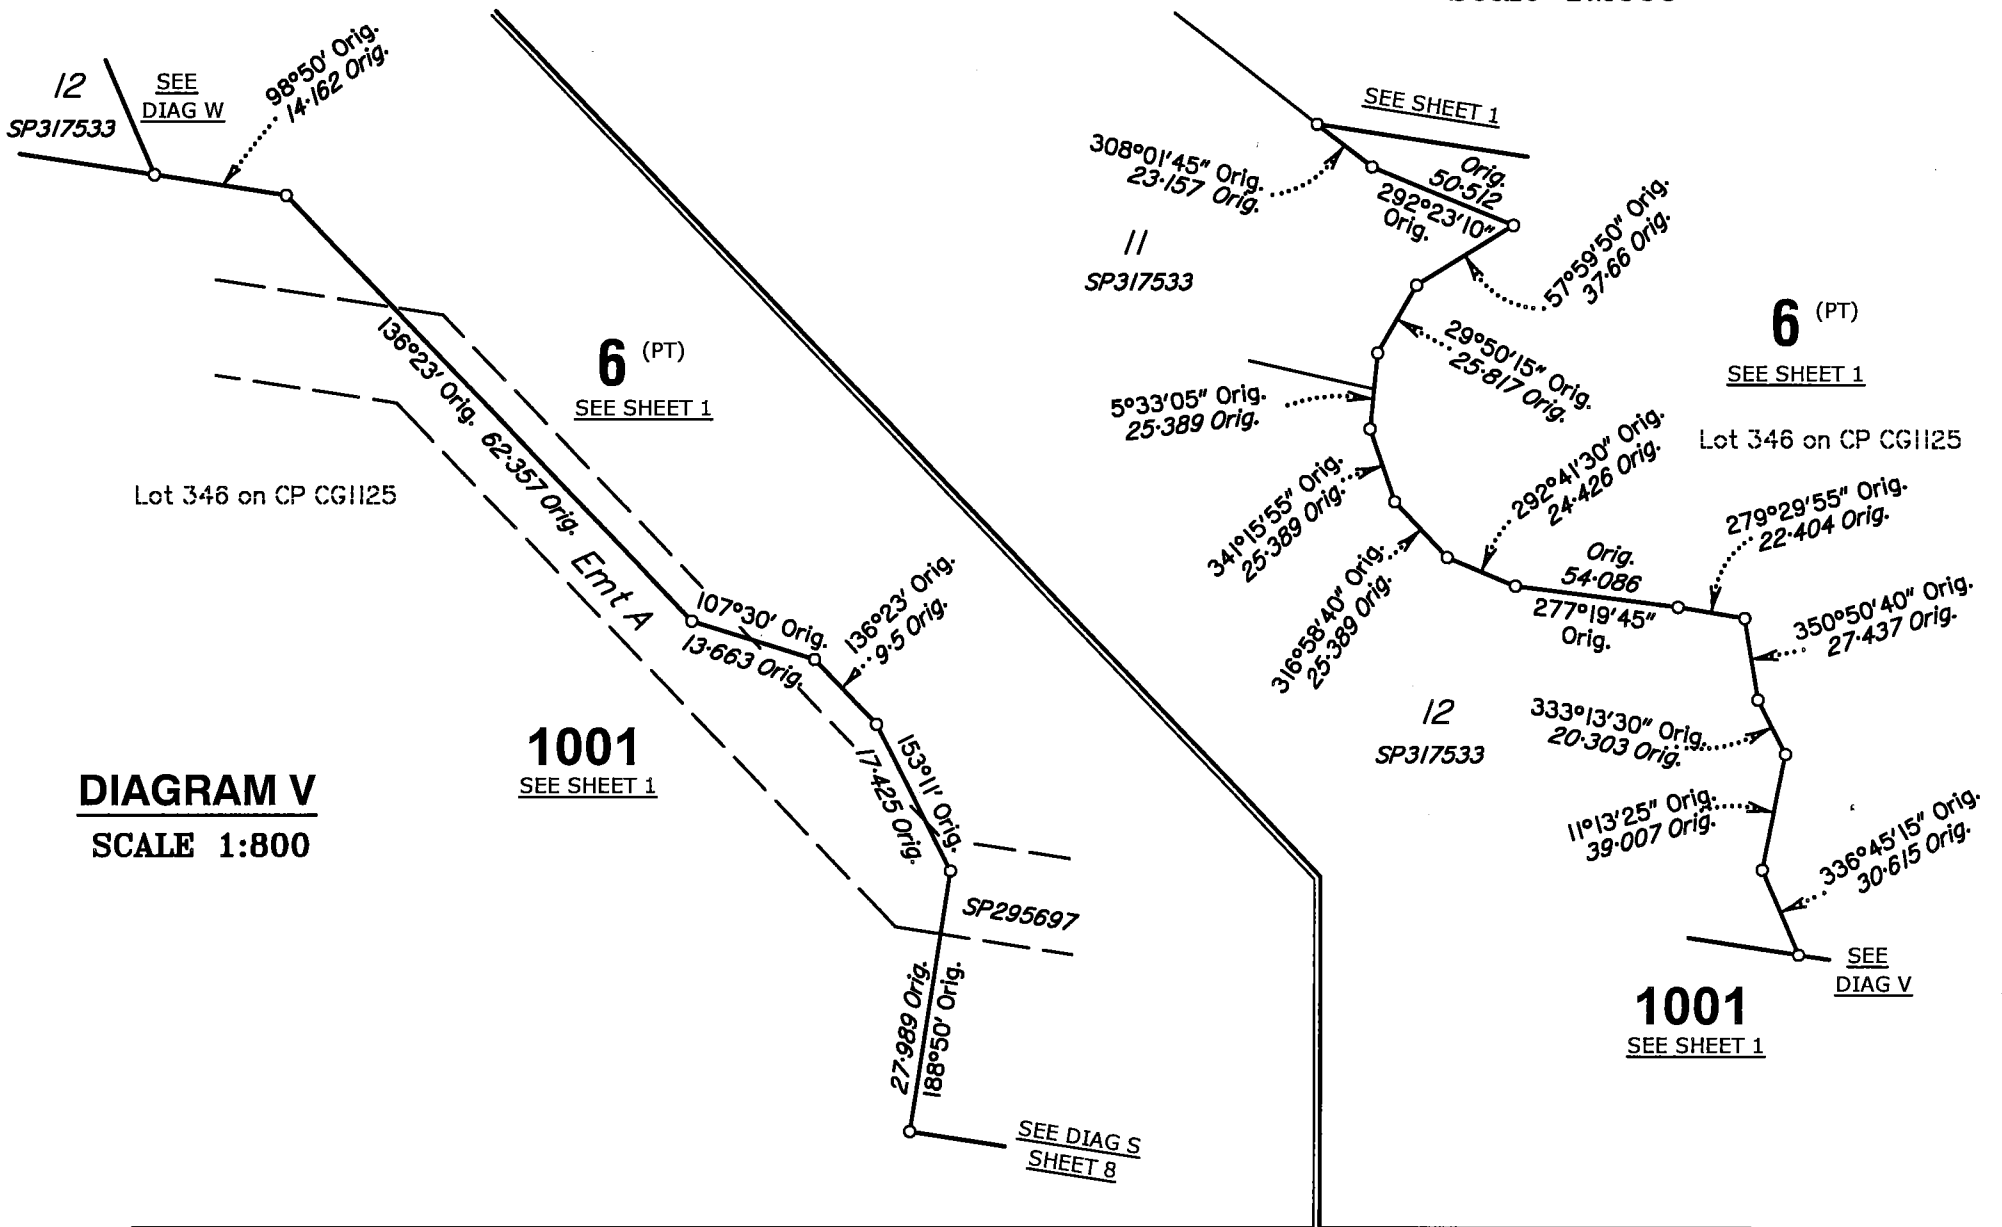 12
SP317533
SEE
DIAG W
98°50' Orig.
14·162 Orig.
136°23' Orig. 62·357 Orig.
Emt A
6 (PT)
SEE SHEET 1
Lot 346 on CP CG1125
107°30' Orig.
13·663 Orig.
136°23' Orig.
9·5 Orig.
1001
SEE SHEET 1
153°11' Orig.
17·425 Orig.
DIAGRAM V
SCALE 1:800
SP295697
27·989 Orig.
188°50' Orig.
SEE DIAG S
SHEET 8
SEE SHEET 1
308°01'45" Orig.
23·157 Orig.
Orig.
50·512
292°23'10"
Orig.
11
SP317533
57°59'50" Orig.
37·66 Orig.
6 (PT)
SEE SHEET 1
29°50'15" Orig.
25·817 Orig.
5°33'05" Orig.
25·389 Orig.
Lot 346 on CP CG1125
341°15'55" Orig.
25·389 Orig.
292°41'30" Orig.
24·426 Orig.
279°29'55" Orig.
22·404 Orig.
316°58'40" Orig.
25·389 Orig.
Orig.
54·086
277°19'45"
Orig.
350°50'40" Orig.
27·437 Orig.
12
SP317533
333°13'30" Orig.
20·303 Orig.
11°13'25" Orig.
39·007 Orig.
336°45'15" Orig.
30·615 Orig.
SEE
DIAG V
1001
SEE SHEET 1